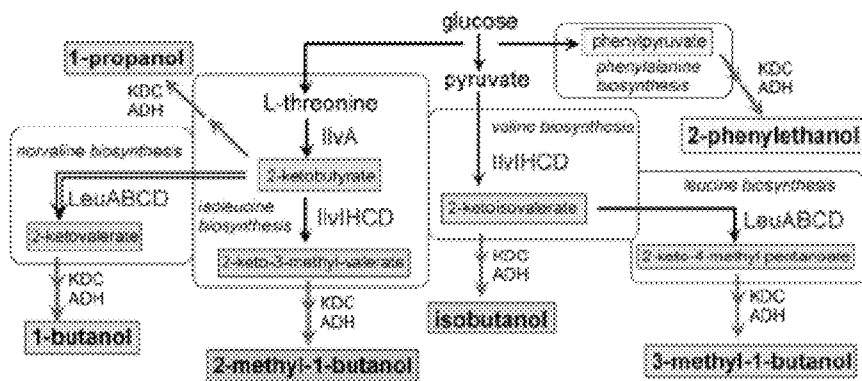 glucose
1-propanol
phenylpyruvate
phenylalanine
biosynthesis
KDC
ADH
pyruvate
KDC
ADH
L-threonine
2-phenylethanol
IlvA
valine biosynthesis
norvaline biosynthesis
IlvIHCD
2-ketobutyrate
leucine biosynthesis
LeuABCD
isoleucine
biosynthesis
IlvIHCD
2-ketoisovalerate
LeuABCD
2-ketovalerate
2-keto-3-methyl-valerate
2-keto-4-methyl-pentanoate
KDC
ADH
KDC
ADH
KDC
ADH
KDC
ADH
1-butanol
isobutanol
2-methyl-1-butanol
3-methyl-1-butanol